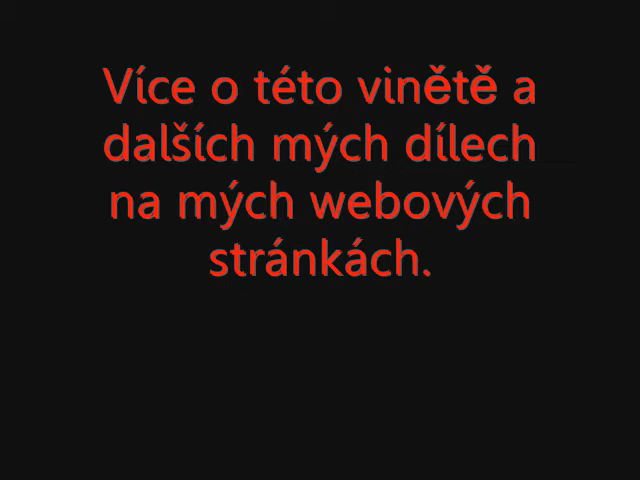 Více o této vinětě a
dalších mých dílech
na mých webových
stránkách.